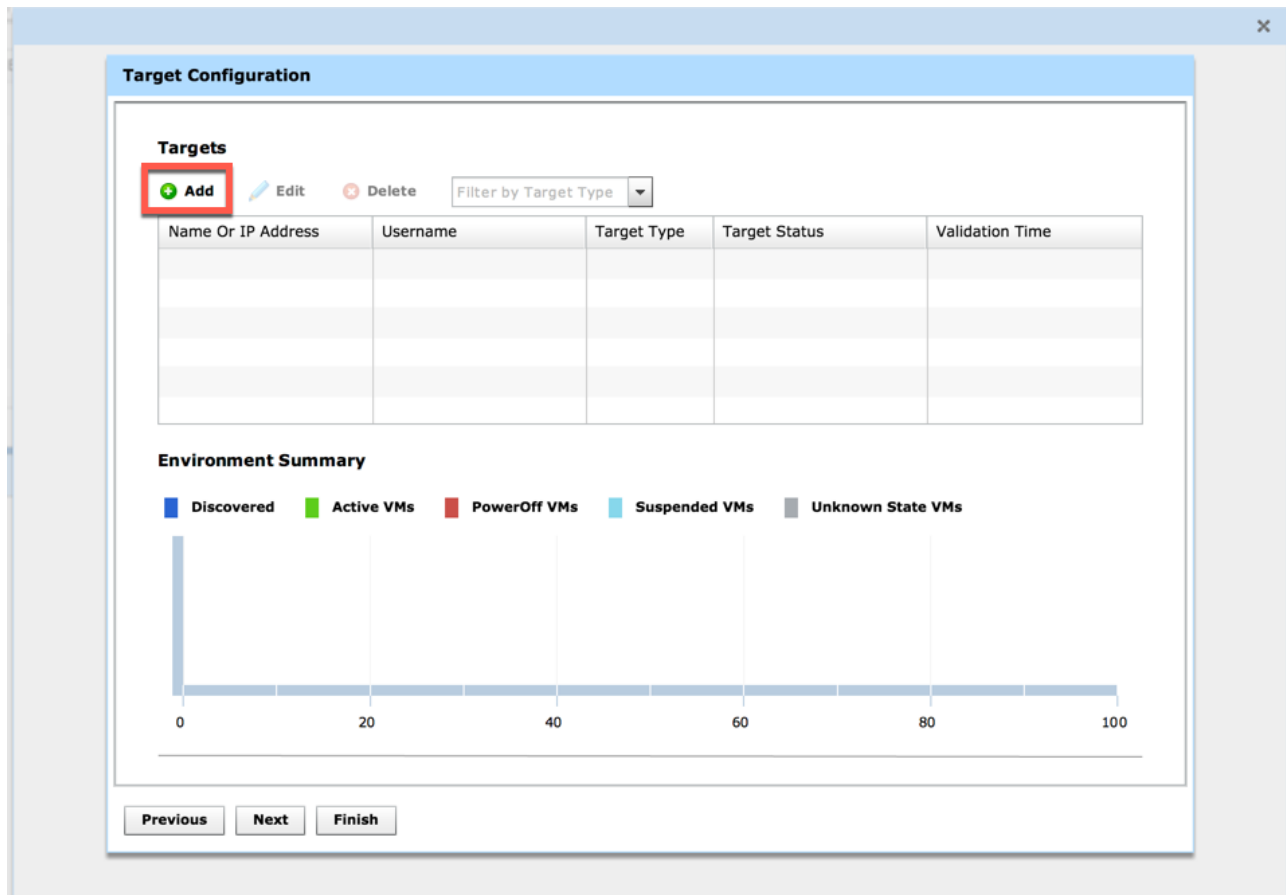 Target Configuration
Targets
Add Edit Delete Filter by Target Type
Name Or IP Address Username Target Type Target Status Validation Time
Environment Summary
Discovered Active VMs PowerOff VMs Suspended VMs Unknown State VMs
0 20 40 60 80 100
Previous Next Finish